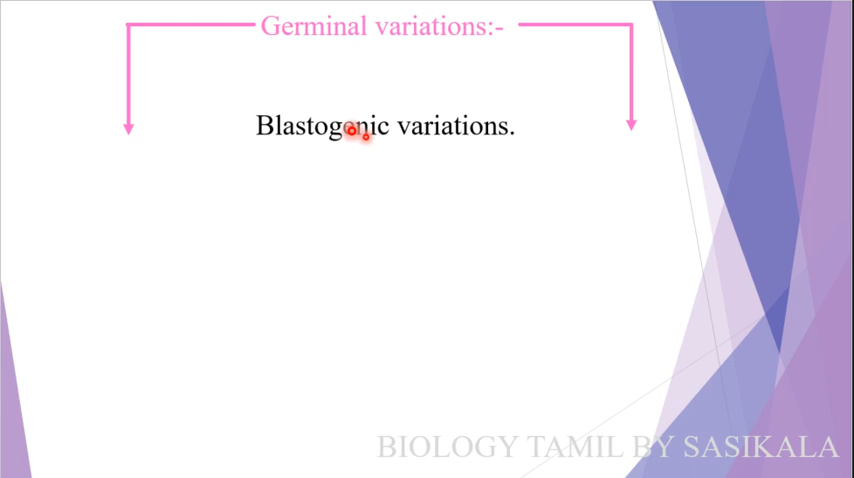 Germinal variations:-
Blastogenic variations.
BIOLOGY TAMIL BY SASIKALA